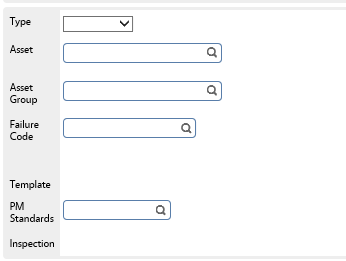 Type
Asset
Asset
Group
Failure
Code
Template
PM
Standards
Inspection